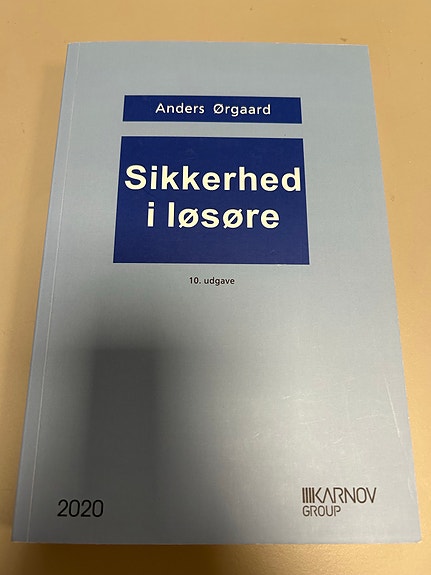 Anders Ørgaard
Sikkerhed
i løsøre
10. udgave
2020
KARNOV
GROUP